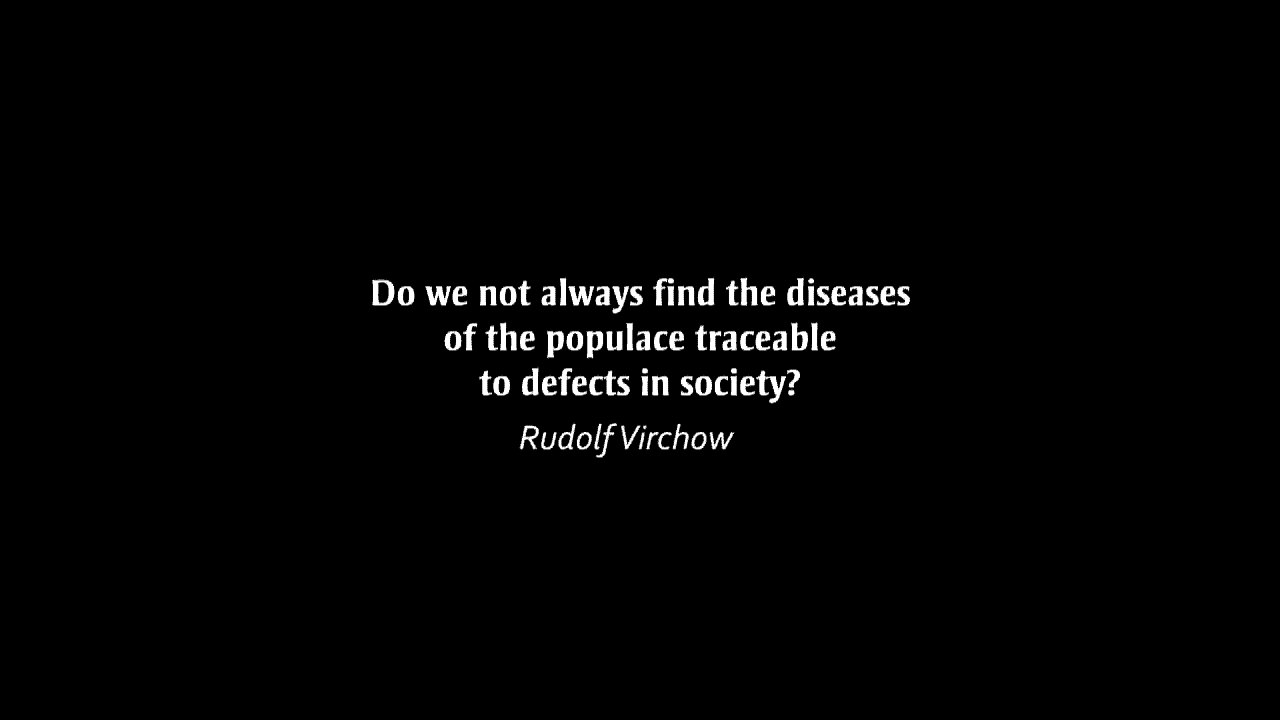 Do we not always find the diseases
of the populace traceable
to defects in society?
Rudolf Virchow